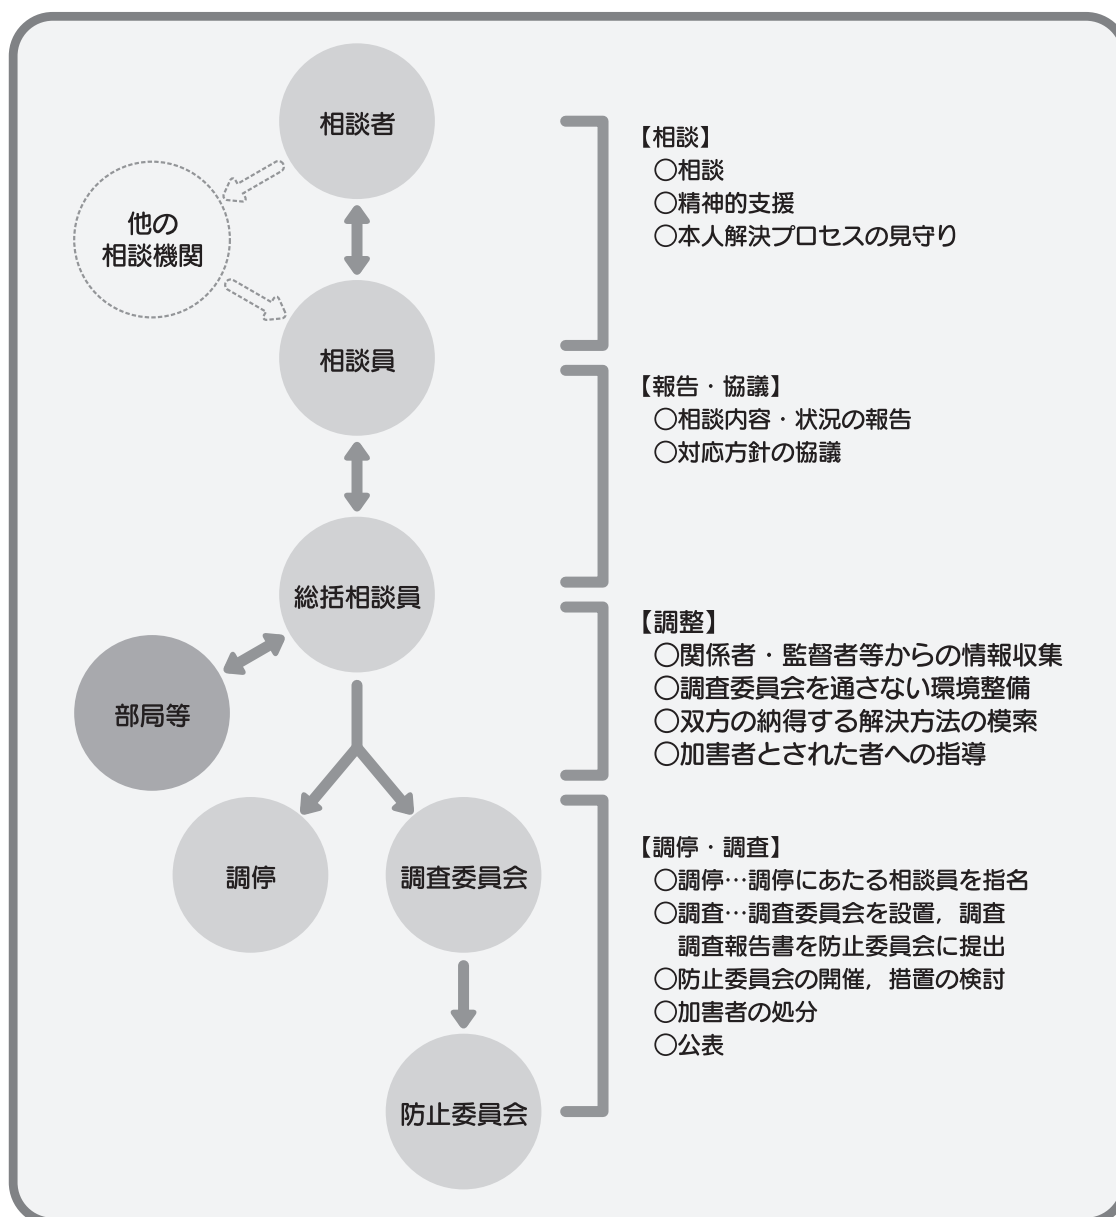 相談者
他の
相談機関
相談員
総括相談員
部局等
調停
調査委員会
防止委員会
【相談】
○相談
○精神的支援
○本人解決プロセスの見守り
【報告・協議】
○相談内容・状況の報告
○対応方針の協議
【調整】
○関係者・監督者等からの情報収集
○調査委員会を通さない環境整備
○双方の納得する解決方法の模索
○加害者とされた者への指導
【調停・調査】
○調停…調停にあたる相談員を指名
○調査…調査委員会を設置，調査
調査報告書を防止委員会に提出
○防止委員会の開催，措置の検討
○加害者の処分
○公表